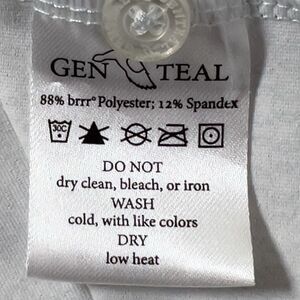 GEN TEAL
88% brrr° Polyester; 12% Spandex
30C
DO NOT
dry clean, bleach, or iron
WASH
cold, with like colors
DRY
low heat